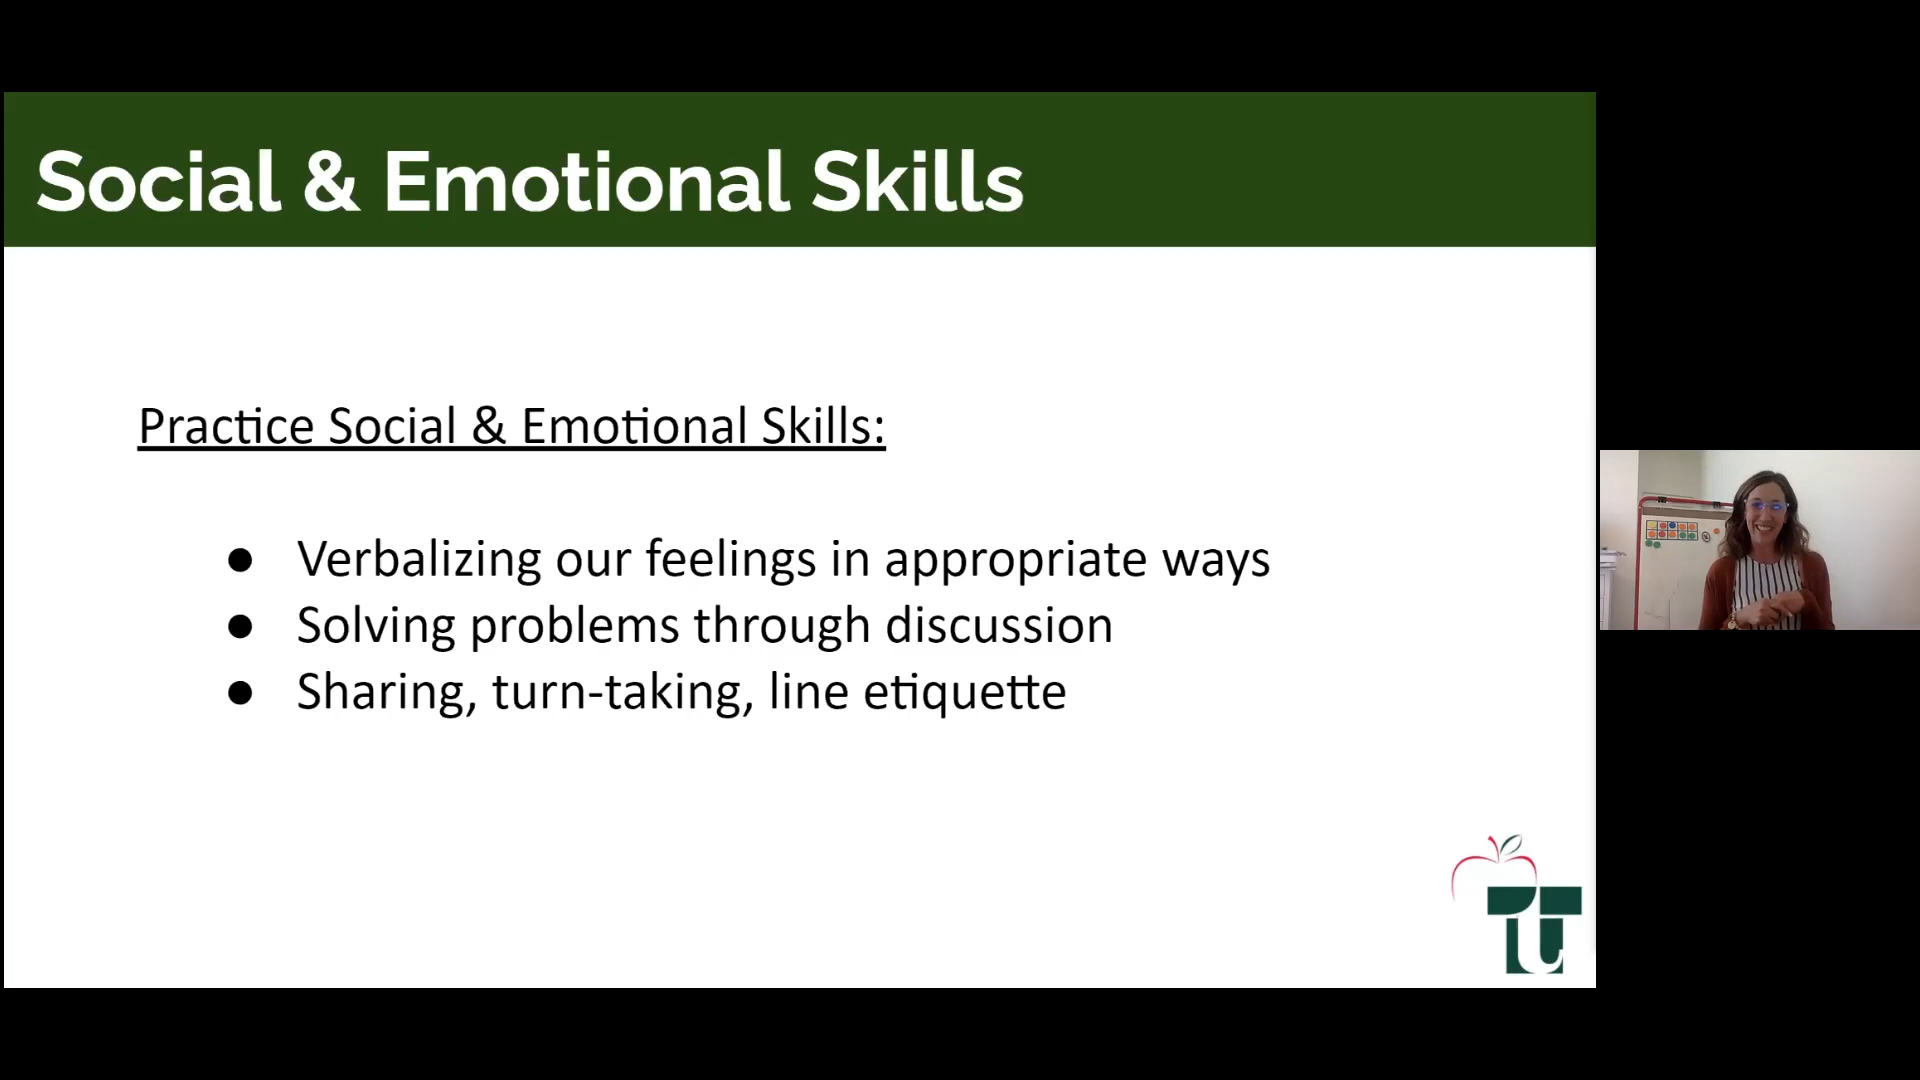 Social & Emotional Skills
Practice Social & Emotional Skills:
● Verbalizing our feelings in appropriate ways
● Solving problems through discussion
● Sharing, turn-taking, line etiquette